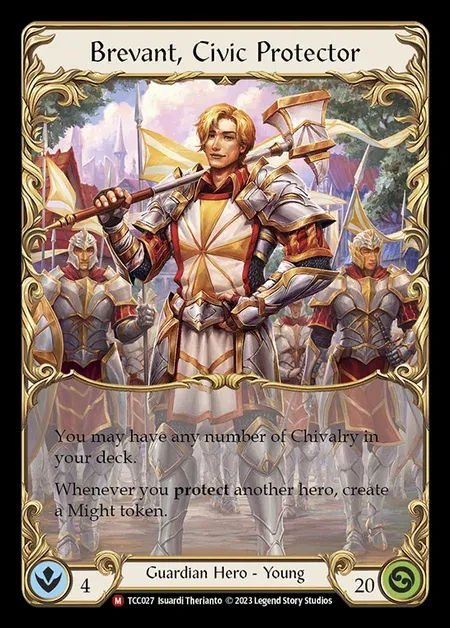 Brevant, Civic Protector
You may have any number of Chivalry in
your deck.
Whenever you protect another hero, create
a Might token.
4
Guardian Hero - Young
20
M TCC027 Isuardi Therianto © 2023 Legend Story Studios